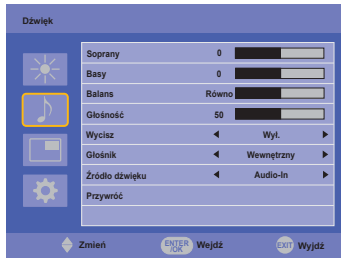 Dźwięk
Soprany 0
Basy 0
Balans Równo
Głośność 50
Wycisz Wył.
Głośnik Wewnętrzny
Źródło dźwięku Audio-In
Przywróć
Zmień ENTER /OK Wejdź EXIT Wyjdź